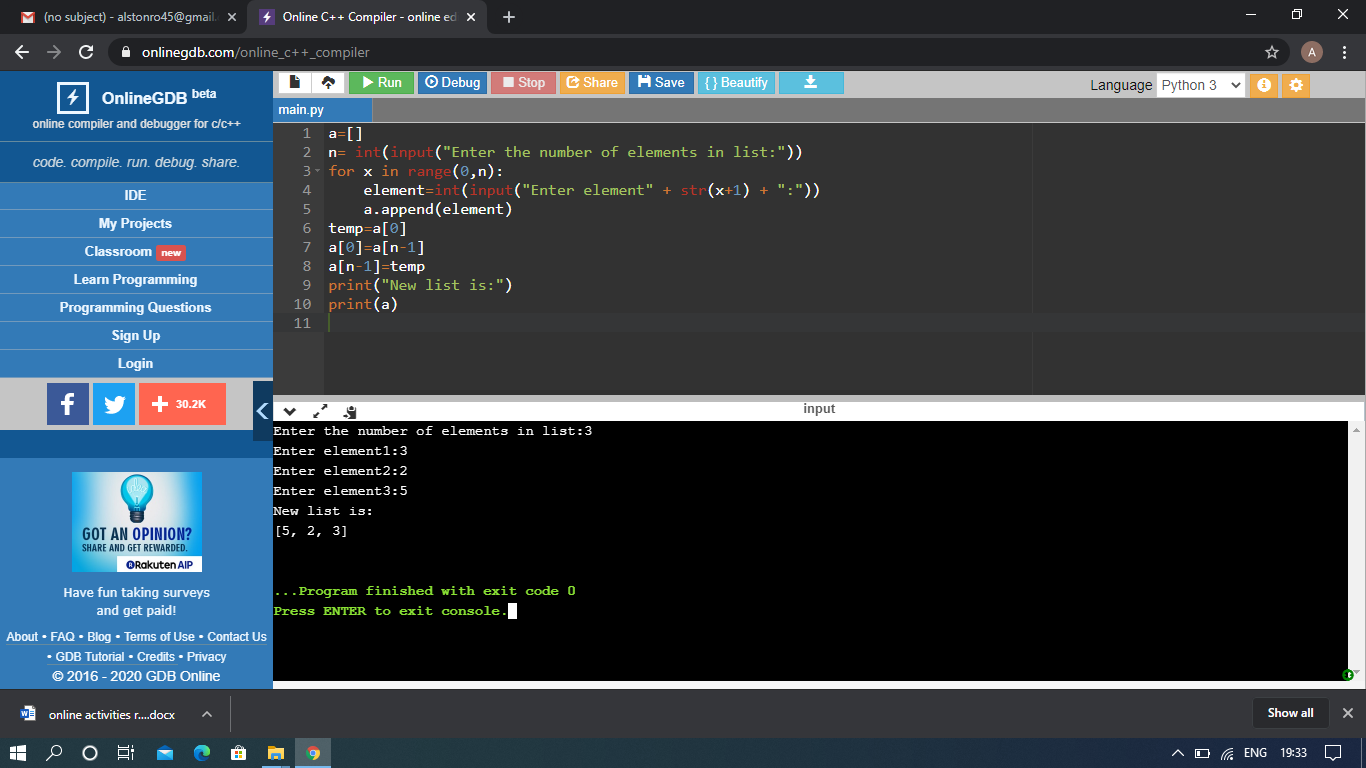 (no subject) - alstonro45@gmail.
Online C++ Compiler - online ed
onlinegdb.com/online_c++_compiler
A
OnlineGDB beta
online compiler and debugger for c/c++
code. compile. run. debug. share.
IDE
My Projects
Classroom new
Learn Programming
Programming Questions
Sign Up
Login
30.2K
GOT AN OPINION?
SHARE AND GET REWARDED.
Rakuten AIP
Have fun taking surveys
and get paid!
About • FAQ • Blog • Terms of Use • Contact Us
• GDB Tutorial • Credits • Privacy
© 2016 - 2020 GDB Online
Run Debug Stop Share Save { } Beautify
Language Python 3
main.py
1 a=[]
2 n= int(input("Enter the number of elements in list:"))
3 for x in range(0,n):
4     element=int(input("Enter element" + str(x+1) + ":"))
5     a.append(element)
6 temp=a[0]
7 a[0]=a[n-1]
8 a[n-1]=temp
9 print("New list is:")
10 print(a)
11
input
Enter the number of elements in list:3
Enter element1:3
Enter element2:2
Enter element3:5
New list is:
[5, 2, 3]
...Program finished with exit code 0
Press ENTER to exit console.
online activities r....docx
Show all
ENG 19:33